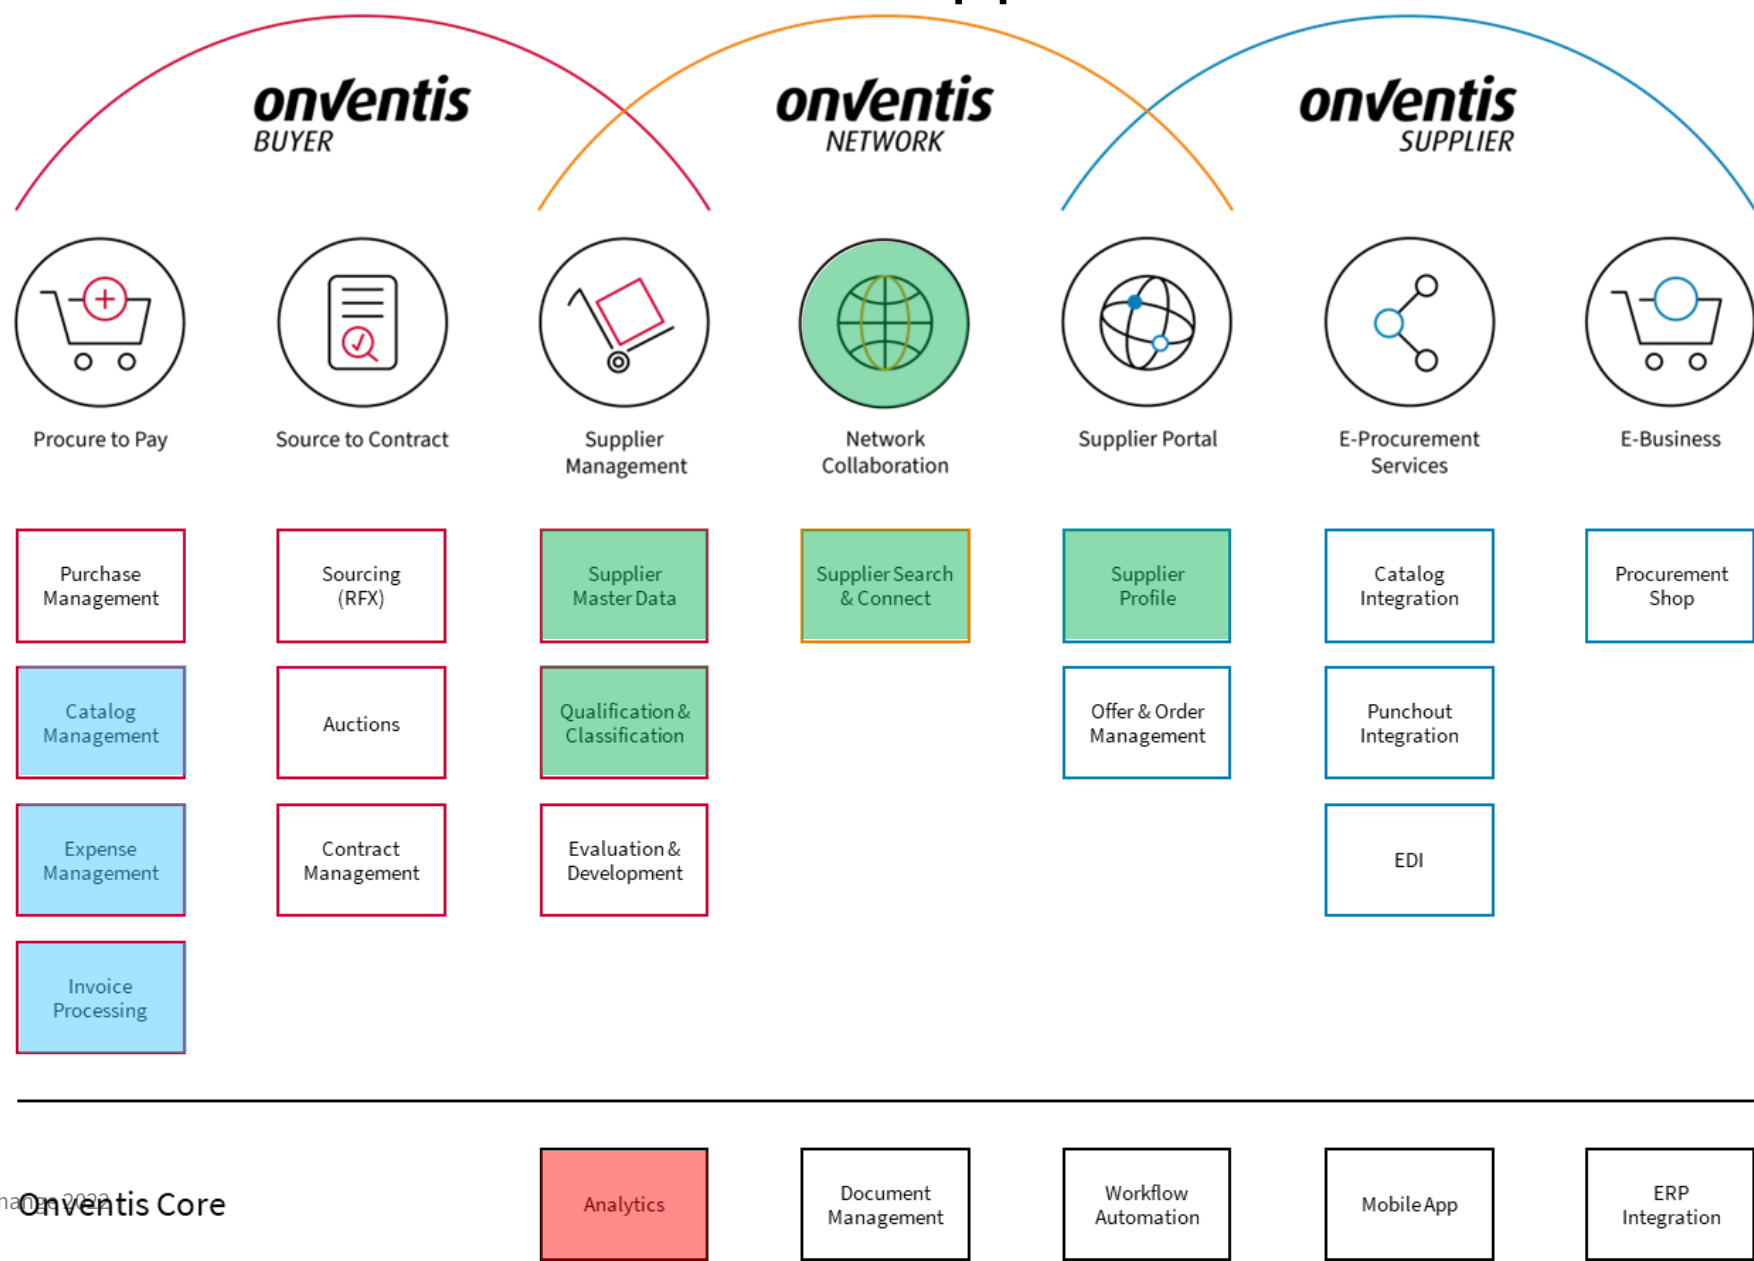 onventis
BUYER
onventis
NETWORK
onventis
SUPPLIER
Procure to Pay
Source to Contract
Supplier
Management
Network
Collaboration
Supplier Portal
E-Procurement
Services
E-Business
Purchase
Management
Sourcing
(RFX)
Supplier
Master Data
Supplier Search
& Connect
Supplier
Profile
Catalog
Integration
Procurement
Shop
Catalog
Management
Auctions
Qualification &
Classification
Offer & Order
Management
Punchout
Integration
Expense
Management
Contract
Management
Evaluation &
Development
EDI
Invoice
Processing
Onventis Core
2022
Analytics
Document
Management
Workflow
Automation
Mobile App
ERP
Integration